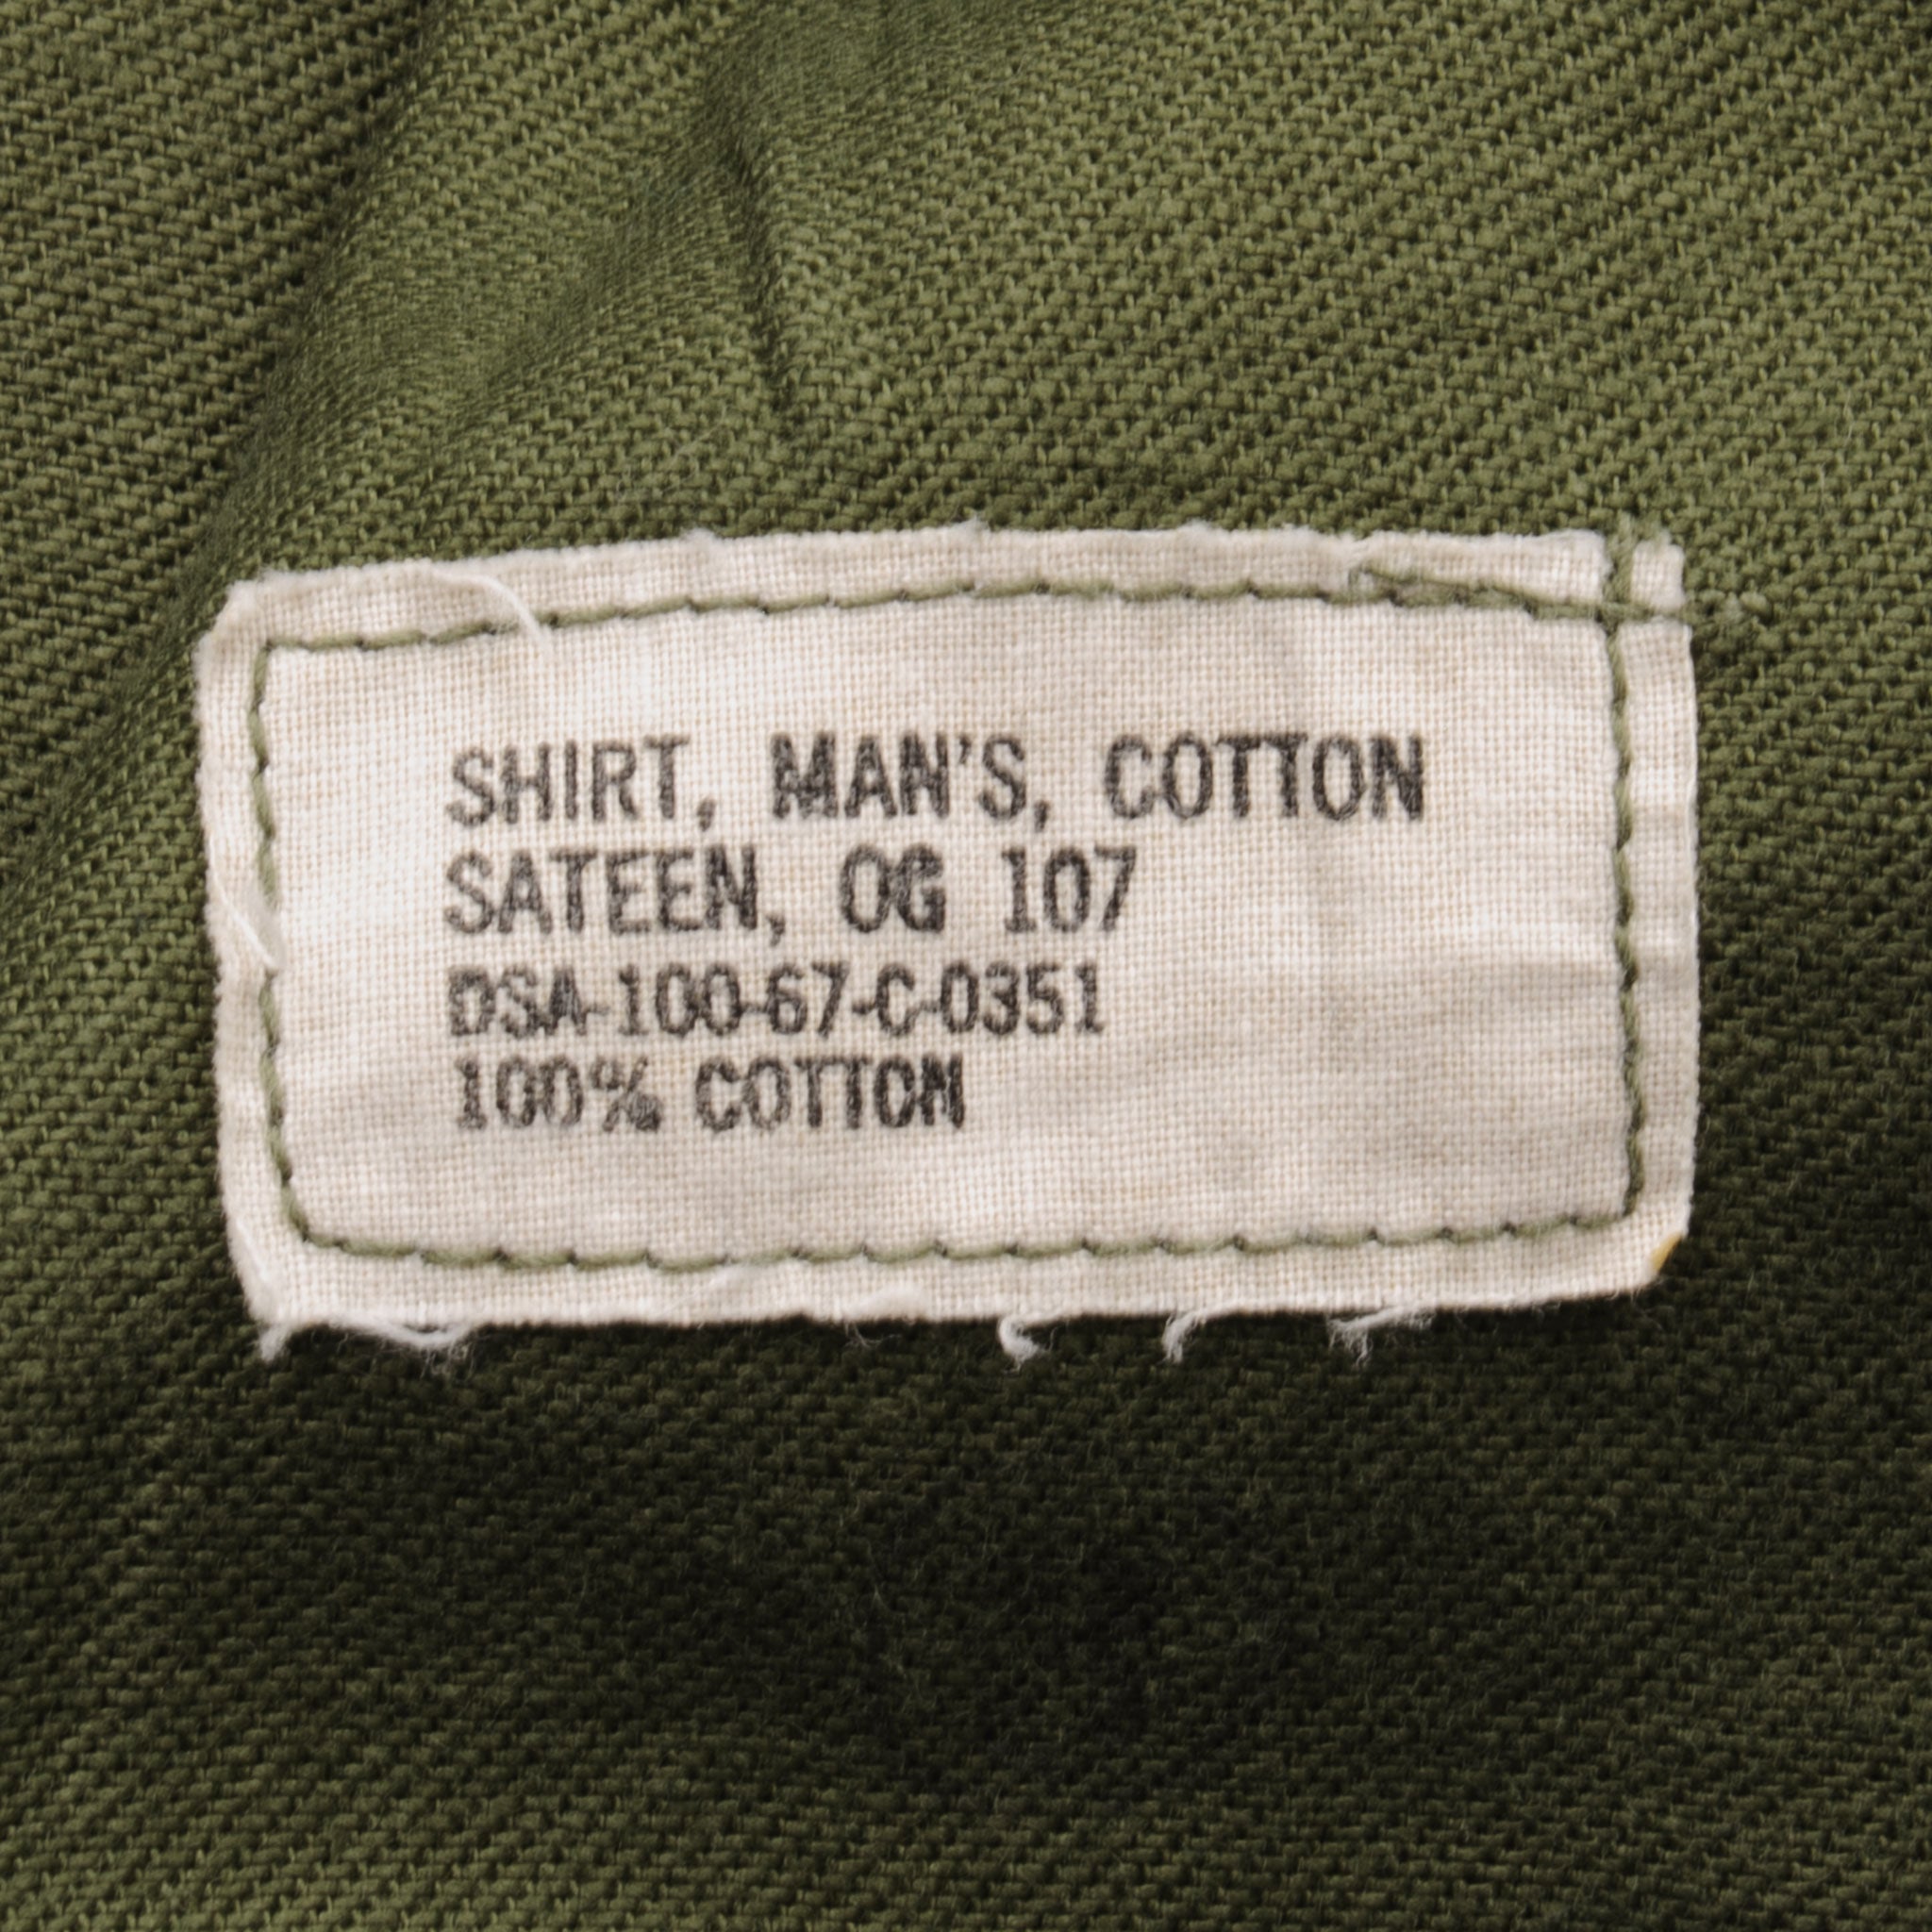 SHIRT, MAN'S, COTTON
SATEEN, OG 107
DSA-100-67-C-0351
100% COTTON